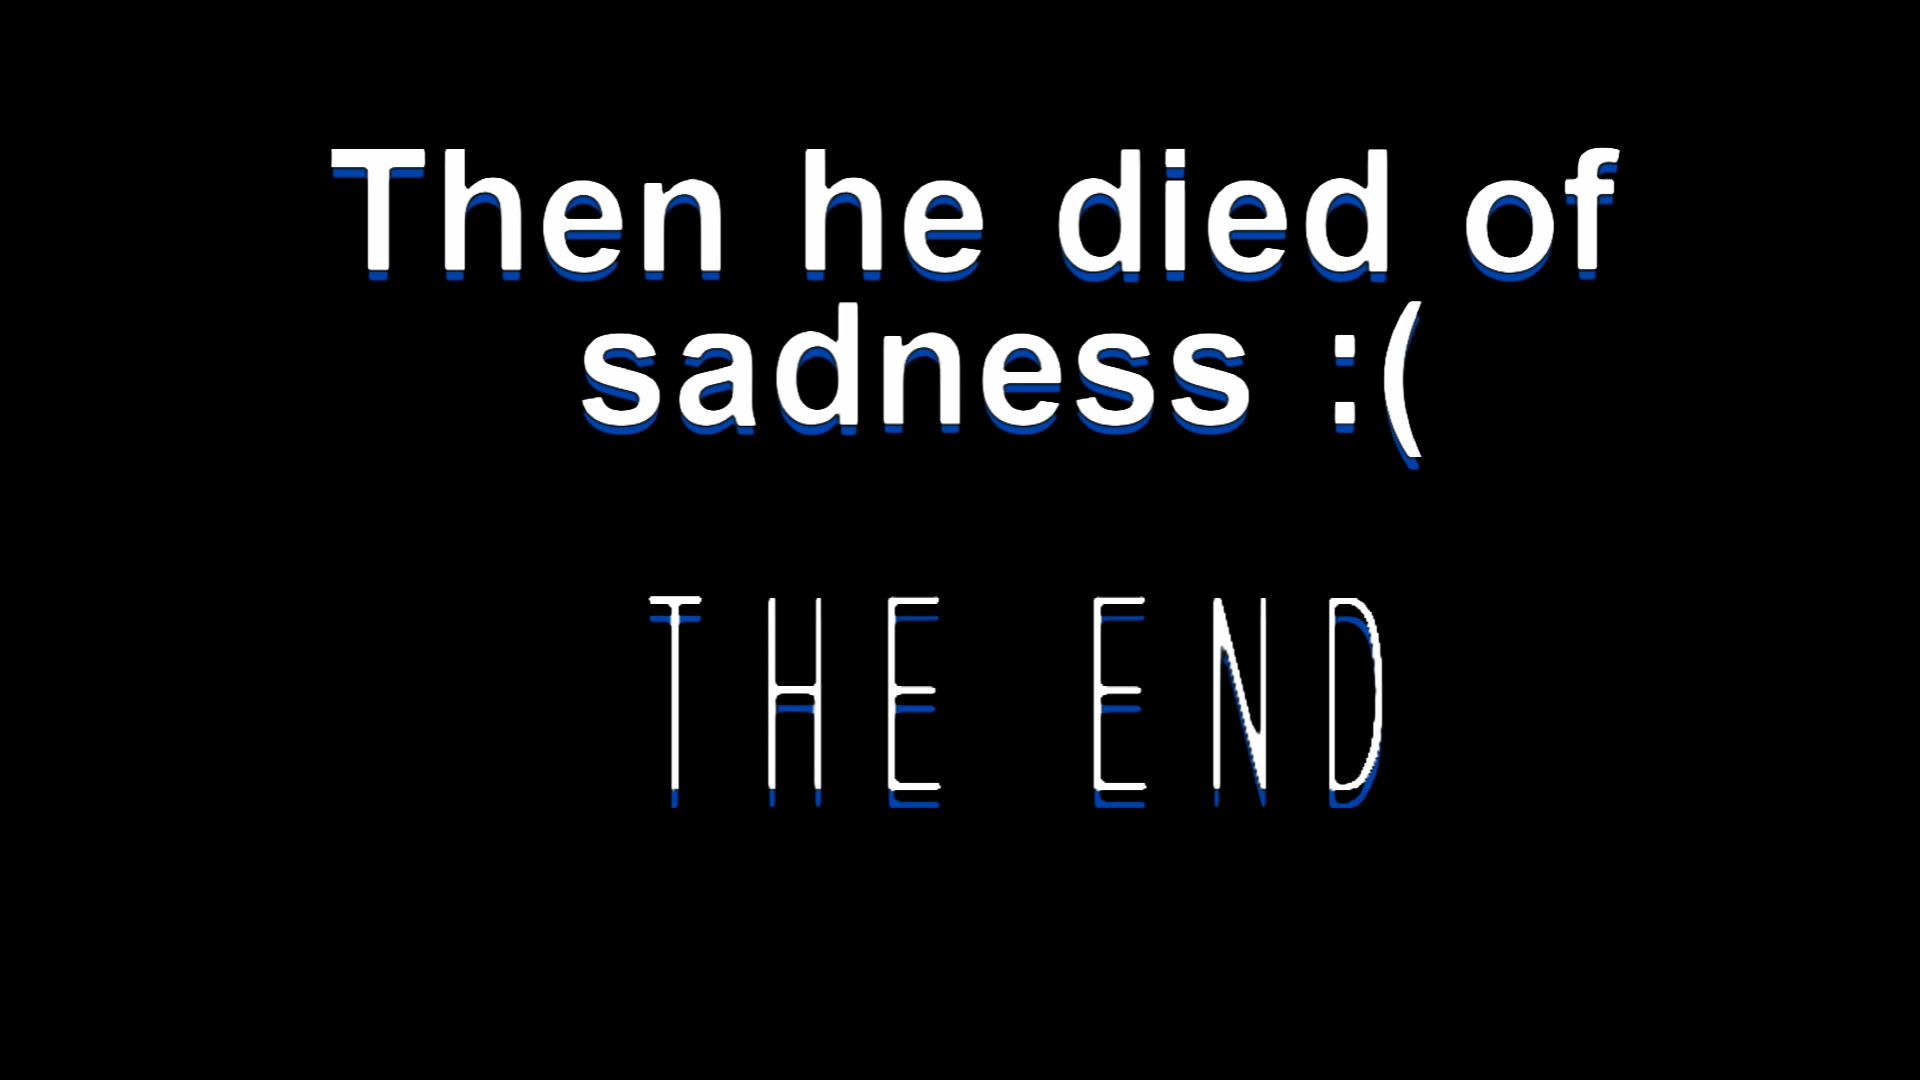 Then he died of
sadness :(
THE END